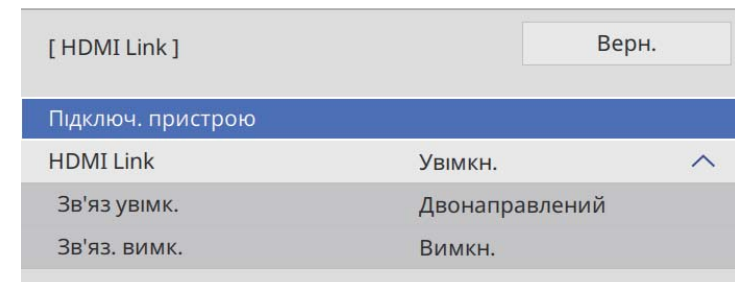 [ HDMI Link ] Верн.
Підключ. пристрою
HDMI Link Увімкн.
Зв'яз увімк. Двонаправлений
Зв'яз. вимк. Вимкн.